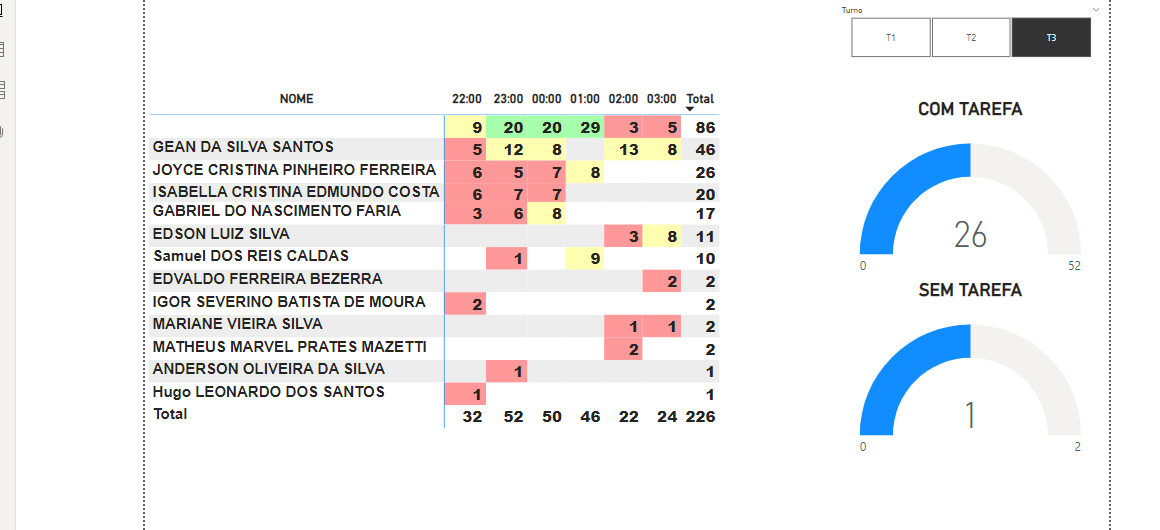 Turno
T1 T2 T3
NOME 22:00 23:00 00:00 01:00 02:00 03:00 Total
9 20 20 29 3 5 86
GEAN DA SILVA SANTOS 5 12 8 13 8 46
JOYCE CRISTINA PINHEIRO FERREIRA 6 5 7 8 26
ISABELLA CRISTINA EDMUNDO COSTA 6 7 7 20
GABRIEL DO NASCIMENTO FARIA 3 6 8 17
EDSON LUIZ SILVA 3 8 11
Samuel DOS REIS CALDAS 1 9 10
EDVALDO FERREIRA BEZERRA 2 2
IGOR SEVERINO BATISTA DE MOURA 2 2
MARIANE VIEIRA SILVA 1 1 2
MATHEUS MARVEL PRATES MAZETTI 2 2
ANDERSON OLIVEIRA DA SILVA 1 1
Hugo LEONARDO DOS SANTOS 1 1
Total 32 52 50 46 22 24 226
COM TAREFA
26
0 52
SEM TAREFA
1
0 2